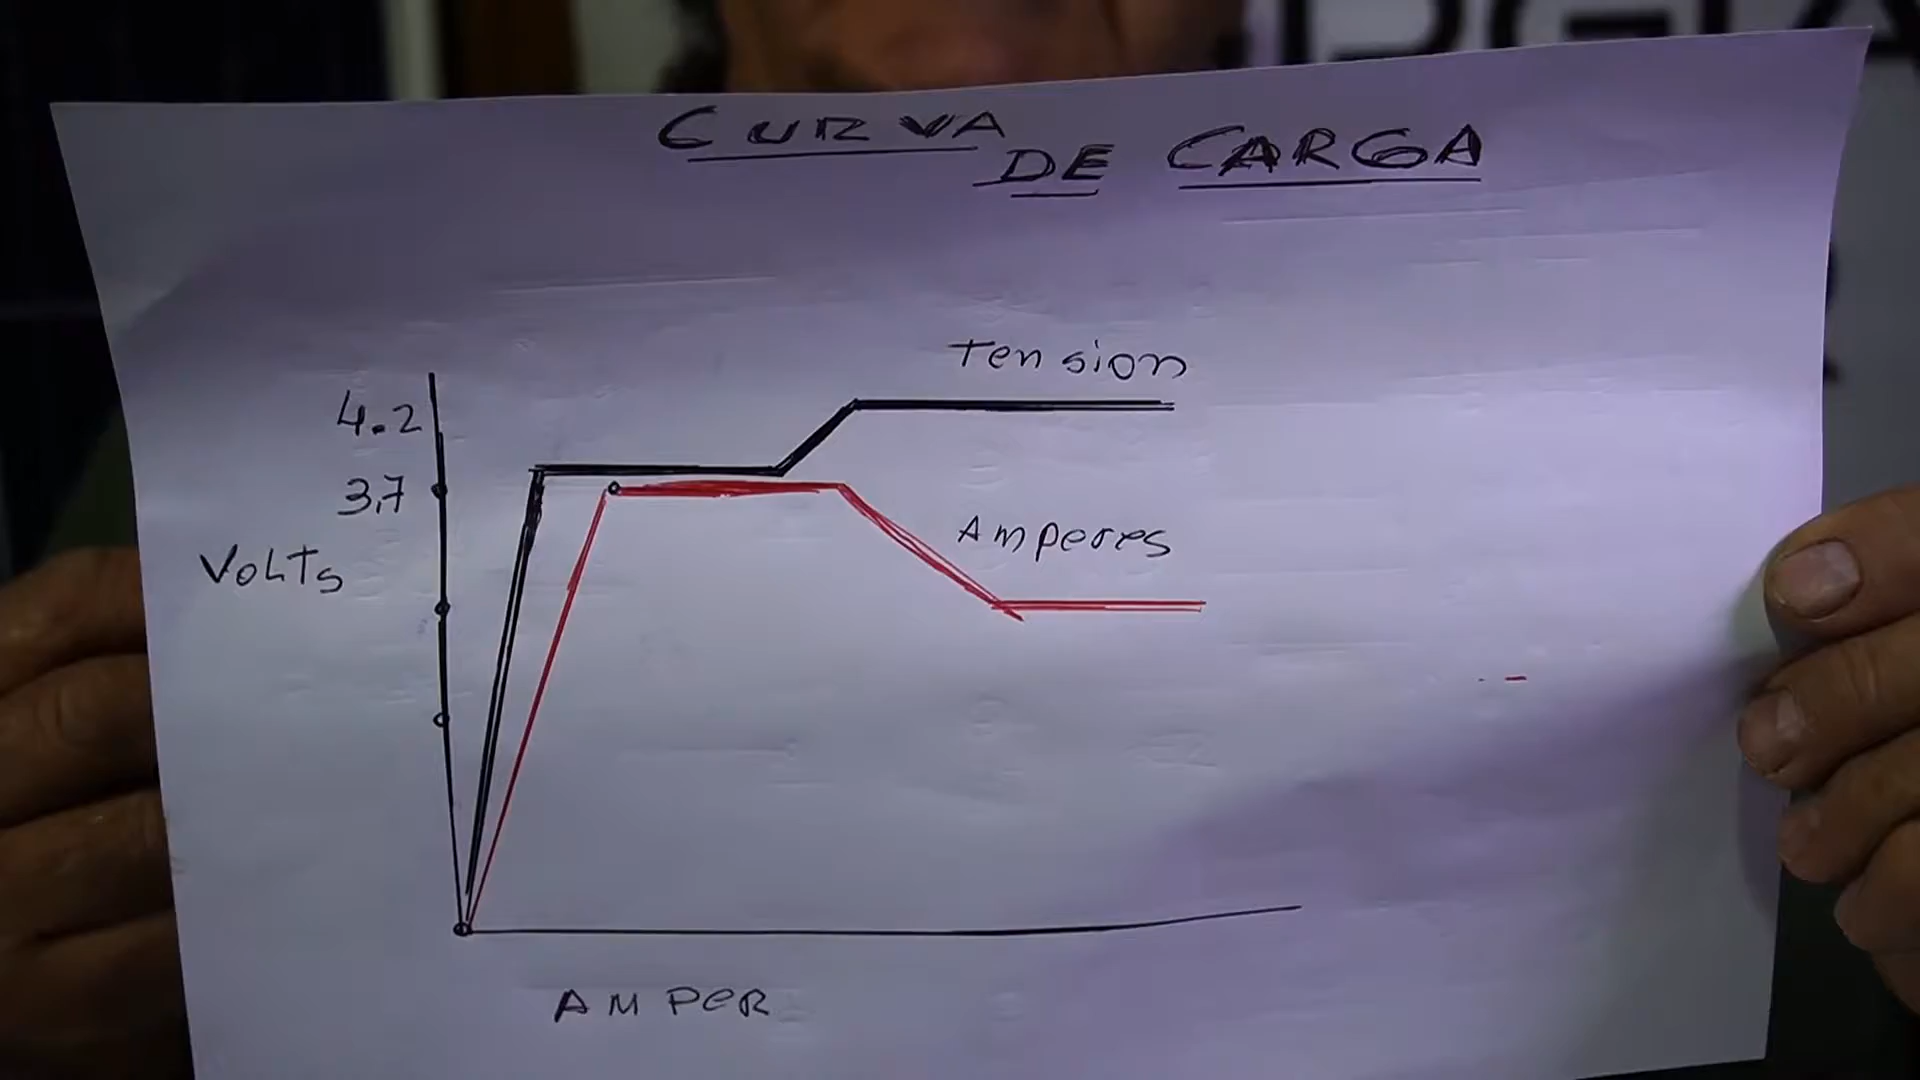 CURVA
DE CARGA
Tension
4.2
3,7
Amperes
Volts
AMPER